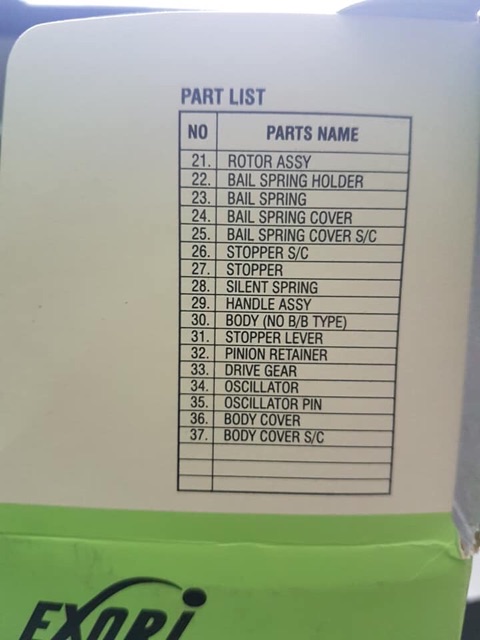 PART LIST
NO PARTS NAME
21. ROTOR ASSY
22. BAIL SPRING HOLDER
23. BAIL SPRING
24. BAIL SPRING COVER
25. BAIL SPRING COVER S/C
26. STOPPER S/C
27. STOPPER
28. SILENT SPRING
29. HANDLE ASSY
30. BODY (NO B/B TYPE)
31. STOPPER LEVER
32. PINION RETAINER
33. DRIVE GEAR
34. OSCILLATOR
35. OSCILLATOR PIN
36. BODY COVER
37. BODY COVER S/C
EXORI